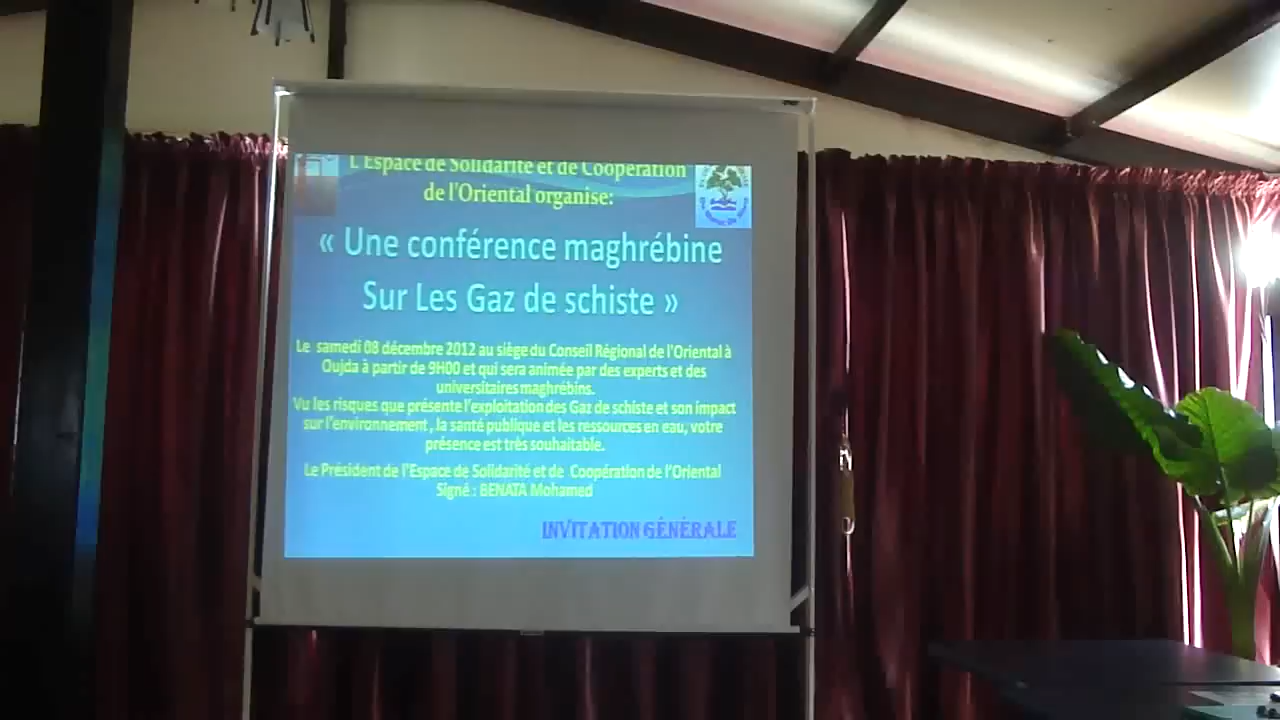 L'Espace de Solidarité et de Coopération
de l'Oriental organise:
« Une conférence maghrébine
Sur Les Gaz de schiste »
Le samedi 08 décembre 2012 au siège du Conseil Régional de l'Oriental à
Oujda à partir de 9H00 et qui sera animée par des experts et des
universitaires maghrébins.
Vu les risques que présente l'exploitation des Gaz de schiste et son impact
sur l'environnement , la santé publique et les ressources en eau, votre
présence est très souhaitable.
Le Président de l'Espace de Solidarité et de Coopération de l'Oriental
Signé : BENATA Mohamed
INVITATION GÉNÉRALE